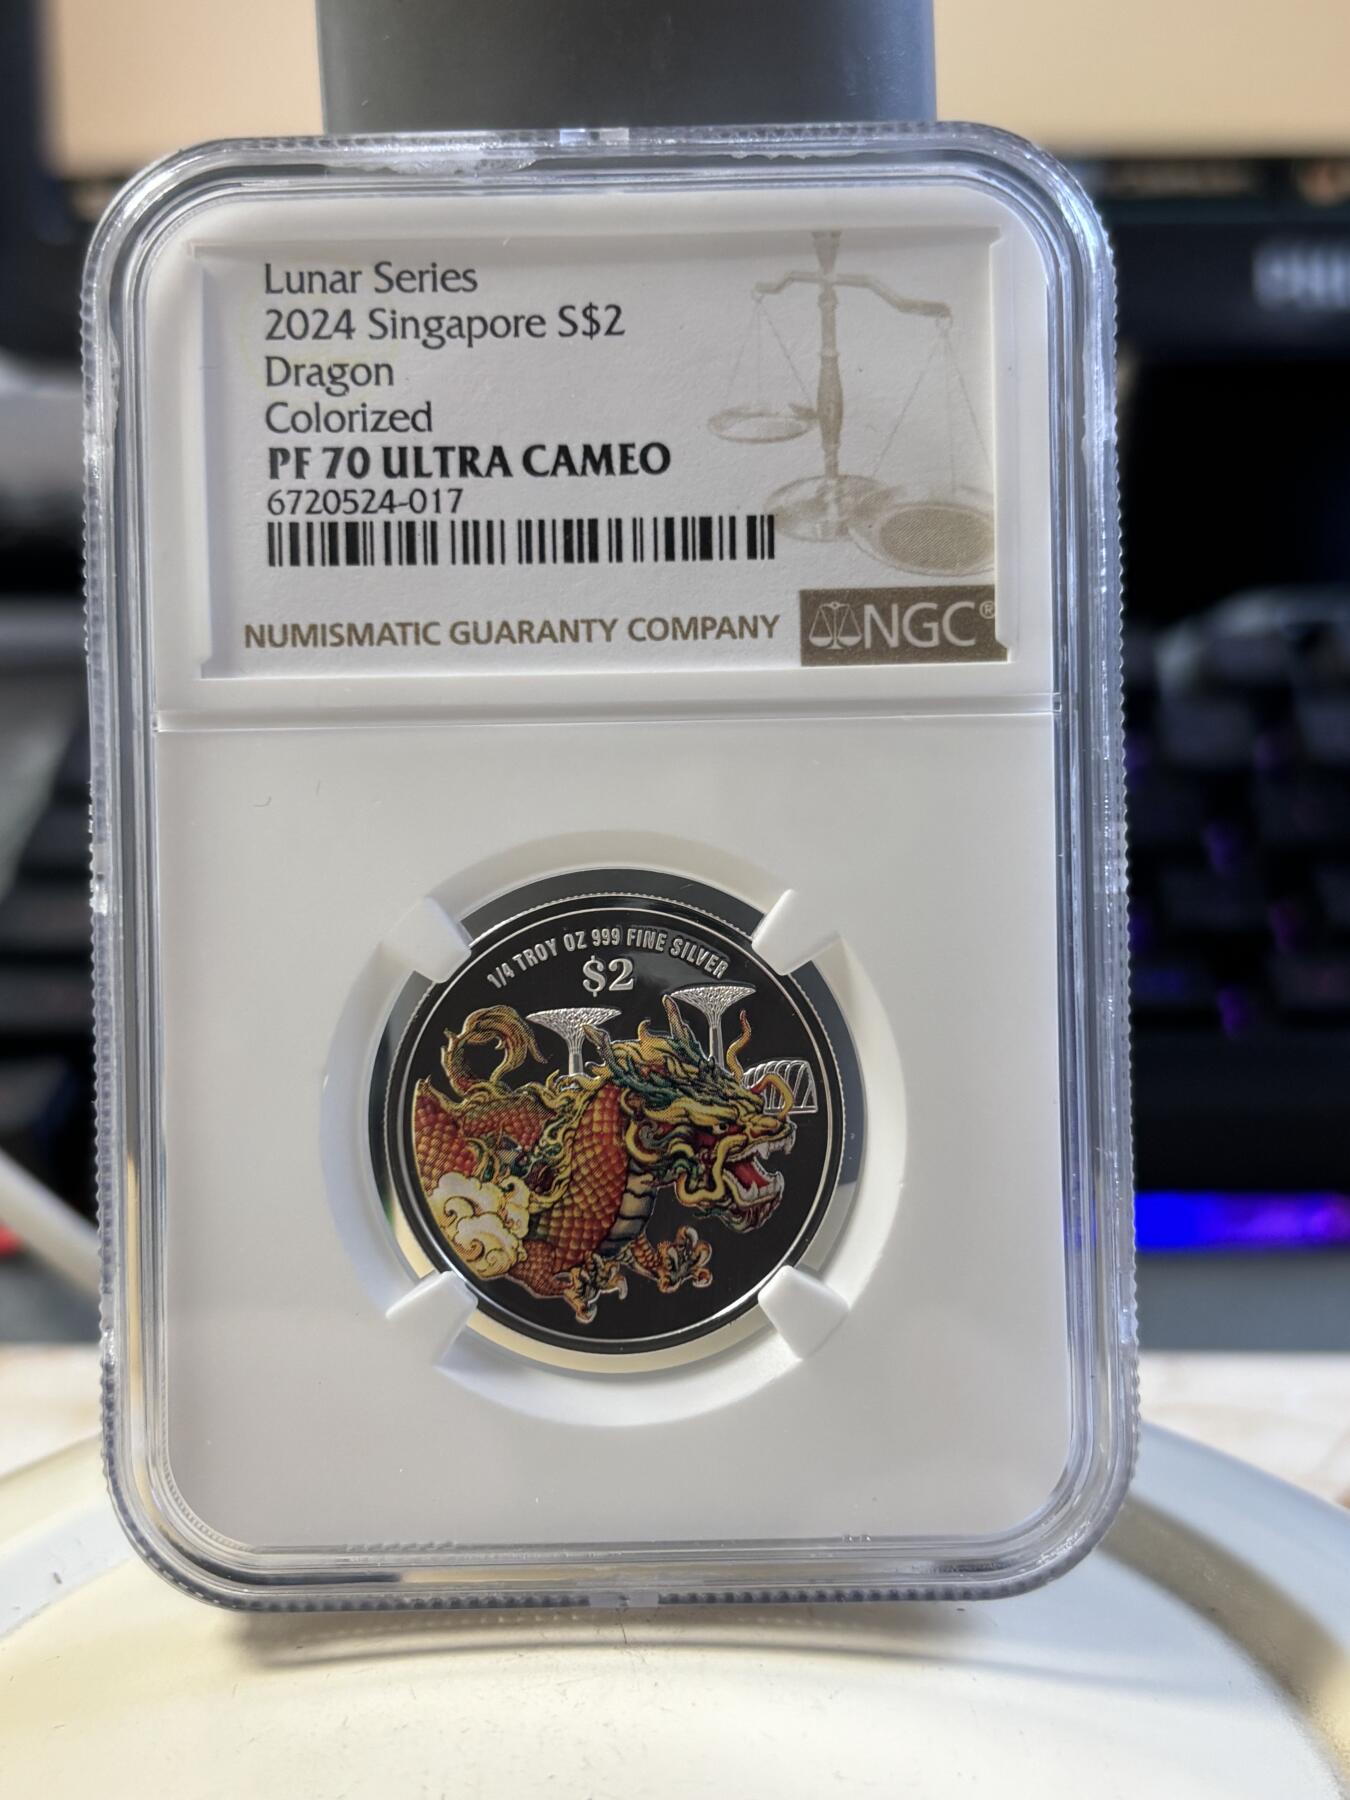 Lunar Series
2024 Singapore S$2
Dragon
Colorized
PF 70 ULTRA CAMEO
6720524-017
NUMISMATIC GUARANTY COMPANY
NGC®
1/4 TROY OZ 999 FINE SILVER
$2